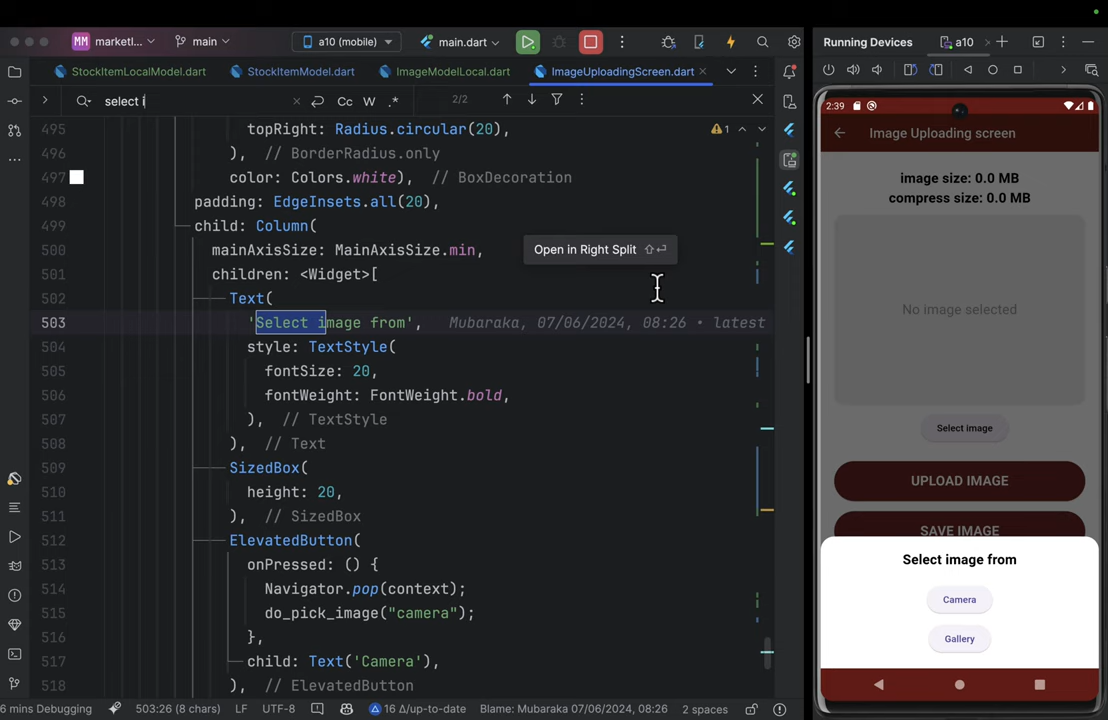 MM marketl... main a10 (mobile) main.dart
Running Devices a10
StockItemLocalModel.dart StockItemModel.dart ImageModelLocal.dart ImageUploadingScreen.dart
select i Cc W .* 2/2
495 topRight: Radius.circular(20),
496 ), // BorderRadius.only
497 color: Colors.white), // BoxDecoration
498 padding: EdgeInsets.all(20),
499 child: Column(
500 mainAxisSize: MainAxisSize.min,
501 children: <Widget>[
502 Text(
503 'Select image from', Mubaraka, 07/06/2024, 08:26 • latest
504 style: TextStyle(
505 fontSize: 20,
506 fontWeight: FontWeight.bold,
507 ), // TextStyle
508 ), // Text
509 SizedBox(
510 height: 20,
511 ), // SizedBox
512 ElevatedButton(
513 onPressed: () {
514 Navigator.pop(context);
515 do_pick_image("camera");
516 },
517 child: Text('Camera'),
518 ), // ElevatedButton
1
Open in Right Split ⇧⏎
6 mins Debugging 503:26 (8 chars) LF UTF-8 16 Δ/up-to-date Blame: Mubaraka 07/06/2024, 08:26 2 spaces
2:39
Image Uploading screen
image size: 0.0 MB
compress size: 0.0 MB
No image selected
Select image
UPLOAD IMAGE
SAVE IMAGE
Select image from
Camera
Gallery